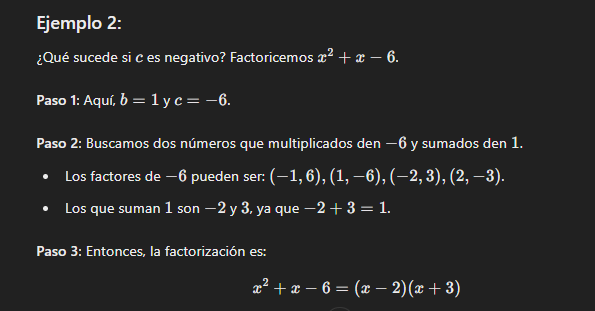 Ejemplo 2:
¿Qué sucede si c es negativo? Factoricemos x² + x − 6.
Paso 1: Aquí, b = 1 y c = −6.
Paso 2: Buscamos dos números que multiplicados den −6 y sumados den 1.
• Los factores de −6 pueden ser: (−1, 6), (1, −6), (−2, 3), (2, −3).
• Los que suman 1 son −2 y 3, ya que −2 + 3 = 1.
Paso 3: Entonces, la factorización es:
x² + x − 6 = (x − 2)(x + 3)